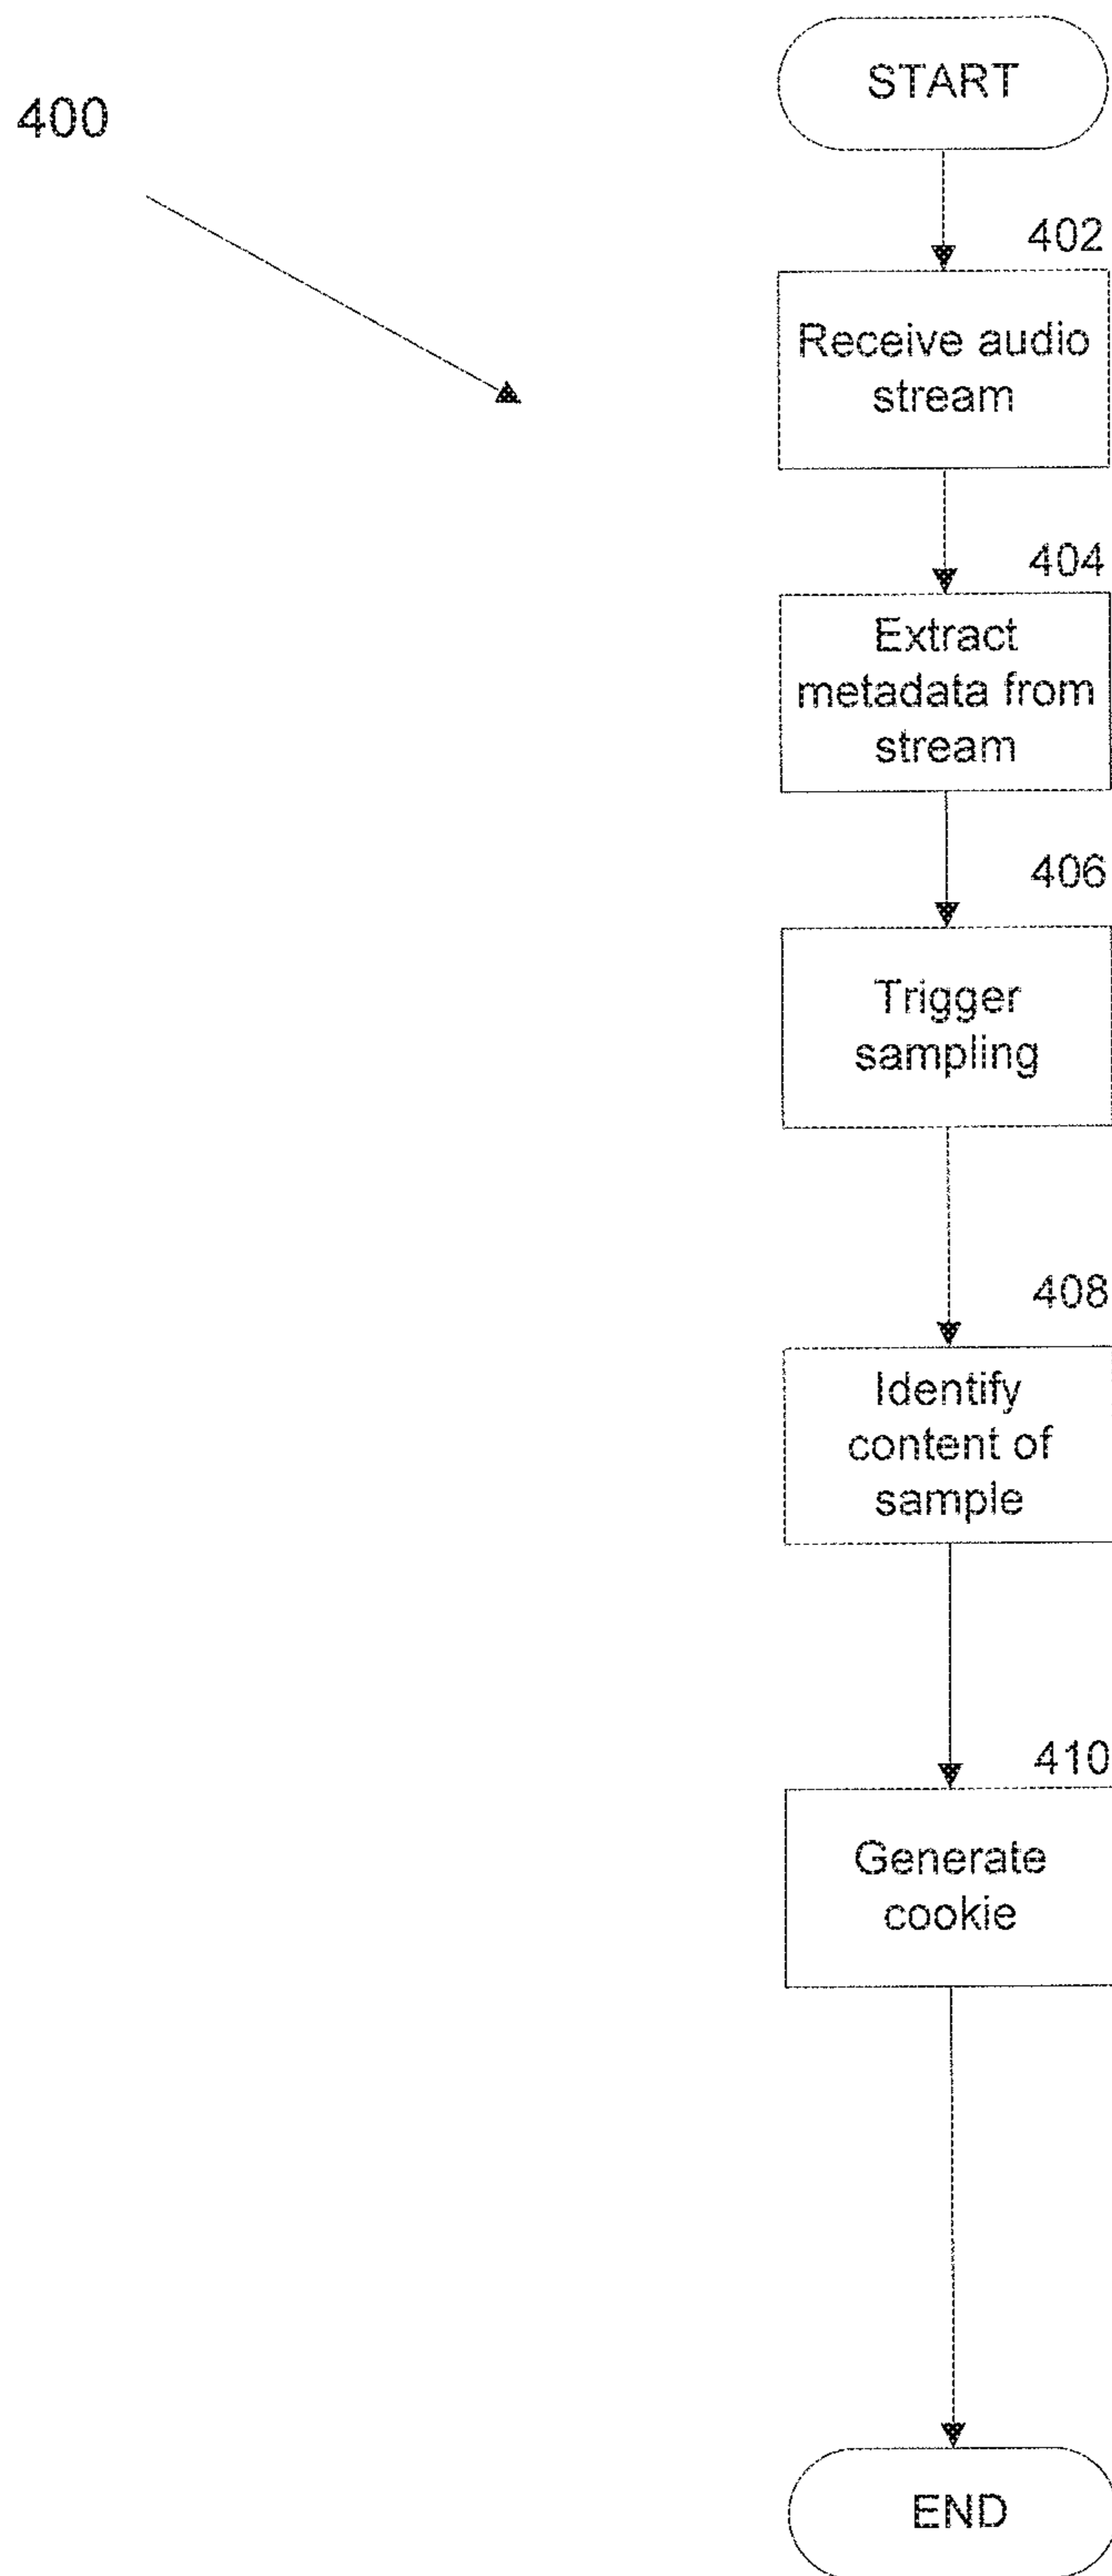 START
400
402
Receive audio
stream
404
Extract
metadata from
stream
406
Trigger
sampling
408
Identify
content of
sample
410
Generate
cookie
END